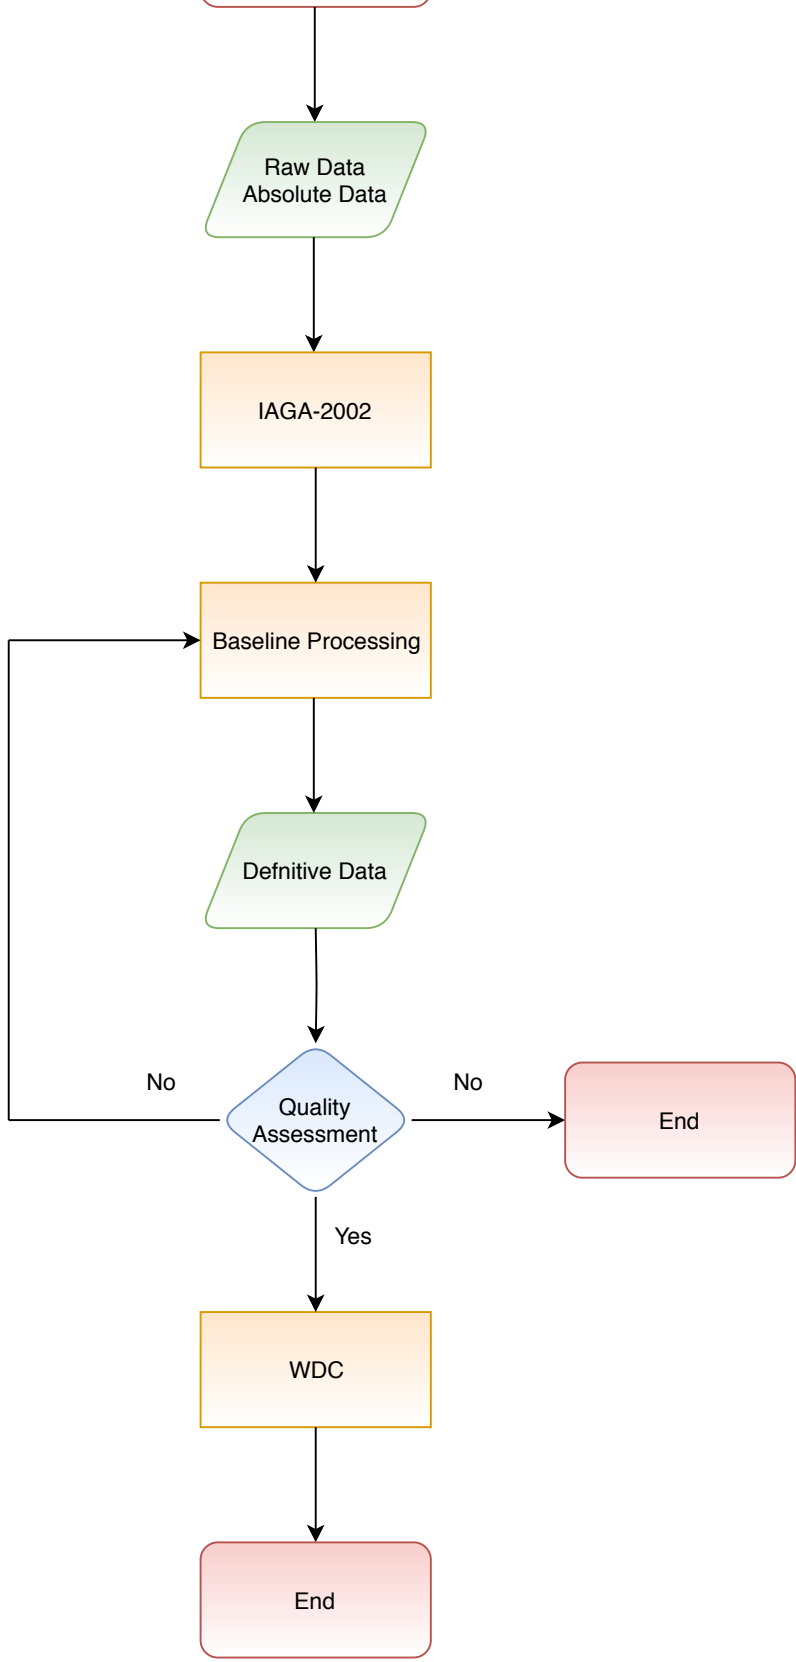 Raw Data
Absolute Data
IAGA-2002
Baseline Processing
Defnitive Data
No
No
Quality
Assessment
End
Yes
WDC
End